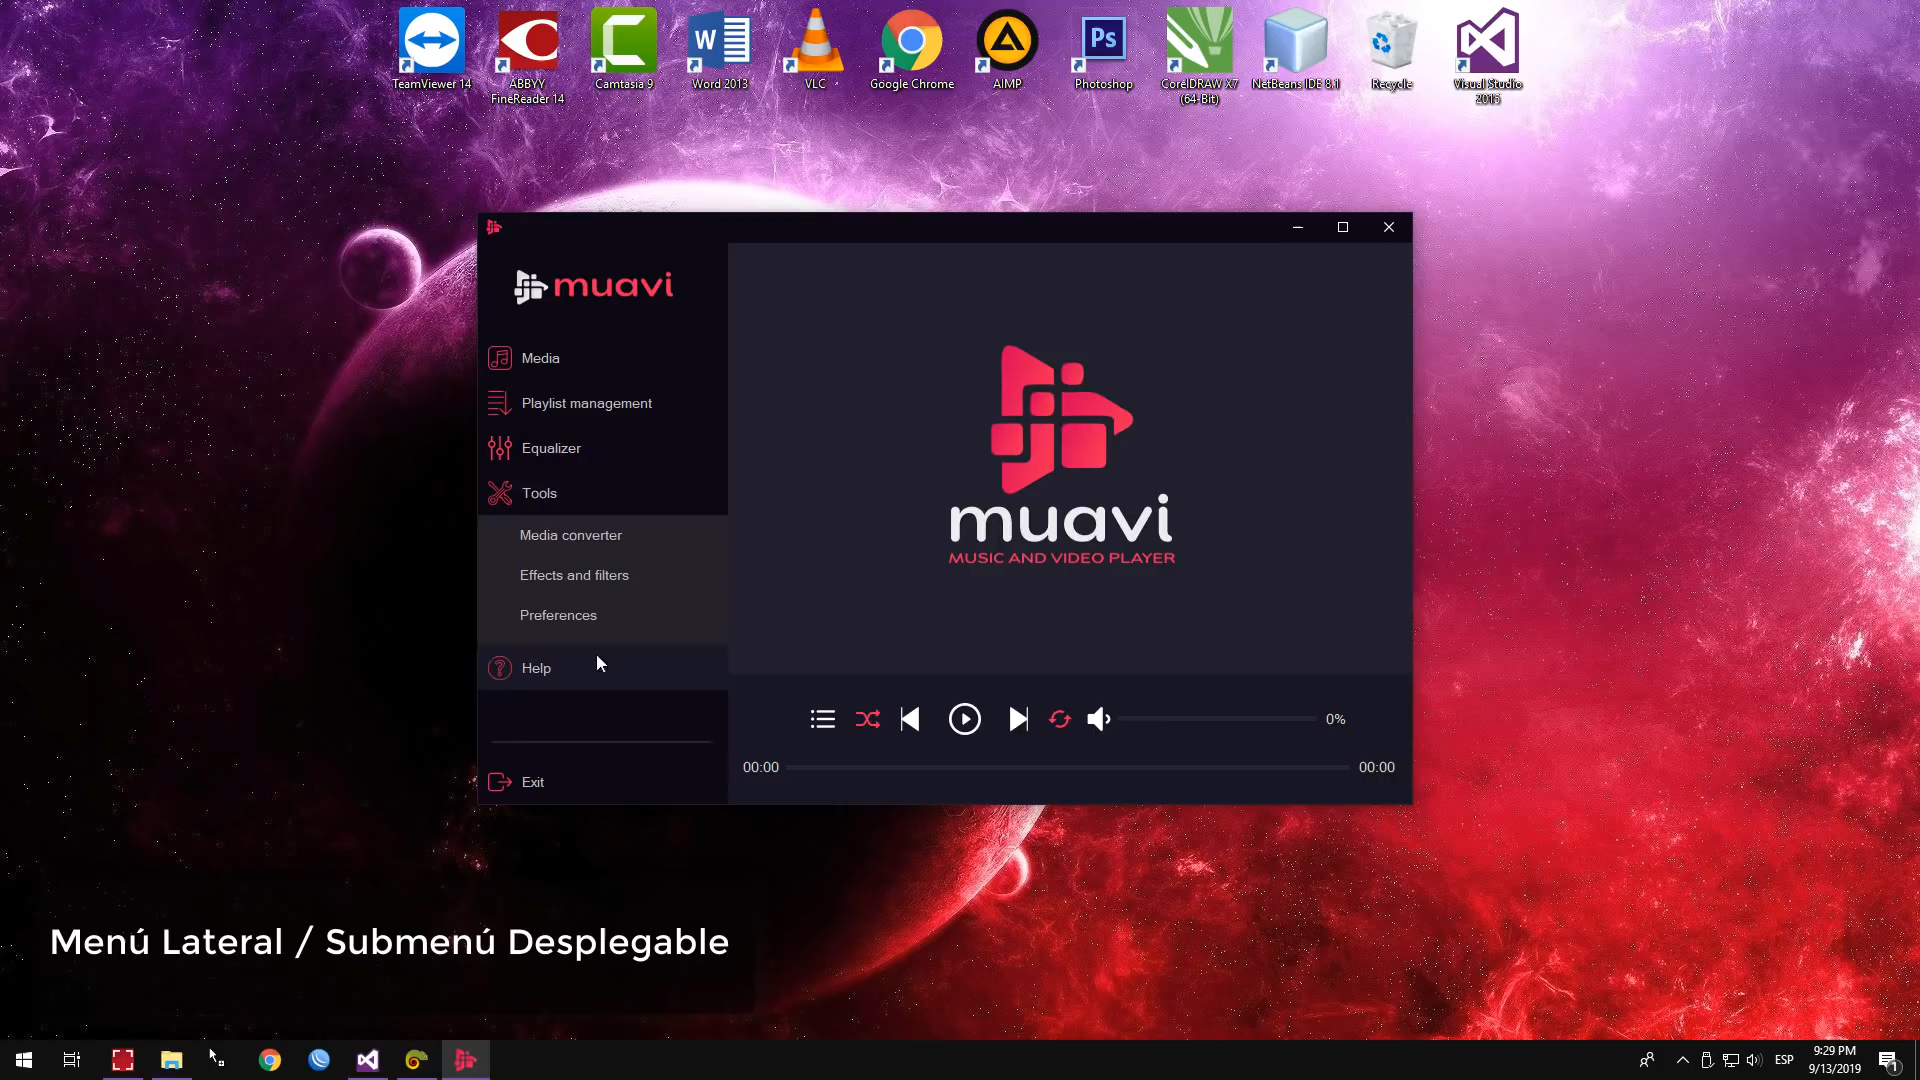 TeamViewer 14
ABBYY
FineReader 14
Camtasia 9
Word 2013
VLC
Google Chrome
AIMP
Photoshop
CorelDRAW X7
(64-Bit)
NetBeans IDE 8.1
Recycle
Visual Studio
2015
muavi
Media
Playlist management
Equalizer
Tools
Media converter
Effects and filters
Preferences
Help
Exit
muavi
MUSIC AND VIDEO PLAYER
0%
00:00
00:00
Menú Lateral / Submenú Desplegable
ESP
9:29 PM
9/13/2019
1